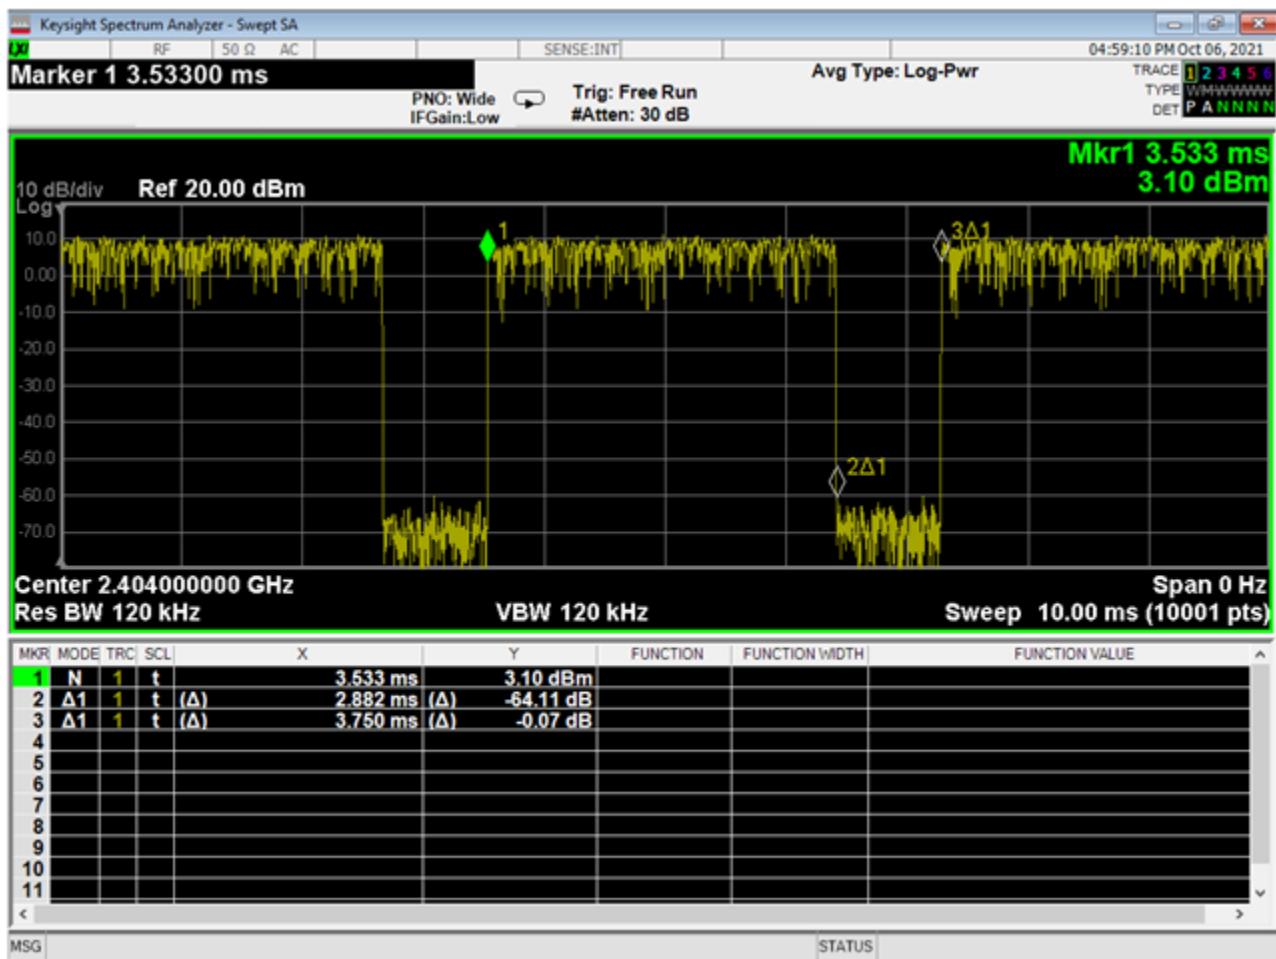 Keysight Spectrum Analyzer - Swept SA
LXI RF 50 Ω AC SENSE:INT 04:59:10 PM Oct 06, 2021
Marker 1 3.53300 ms
PNO: Wide
IFGain:Low
Trig: Free Run
#Atten: 30 dB
Avg Type: Log-Pwr
TRACE 1 2 3 4 5 6
TYPE WMWWWW
DET P A N N N N
Mkr1 3.533 ms
3.10 dBm
10 dB/div Ref 20.00 dBm
Log
10.0
0.00
-10.0
-20.0
-30.0
-40.0
-50.0
-60.0
-70.0
1
2Δ1
3Δ1
Center 2.404000000 GHz Span 0 Hz
Res BW 120 kHz VBW 120 kHz Sweep 10.00 ms (10001 pts)
MKR MODE TRC SCL X Y FUNCTION FUNCTION WIDTH FUNCTION VALUE
1 N 1 t 3.533 ms 3.10 dBm
2 Δ1 1 t (Δ) 2.882 ms (Δ) -64.11 dB
3 Δ1 1 t (Δ) 3.750 ms (Δ) -0.07 dB
4
5
6
7
8
9
10
11
MSG STATUS